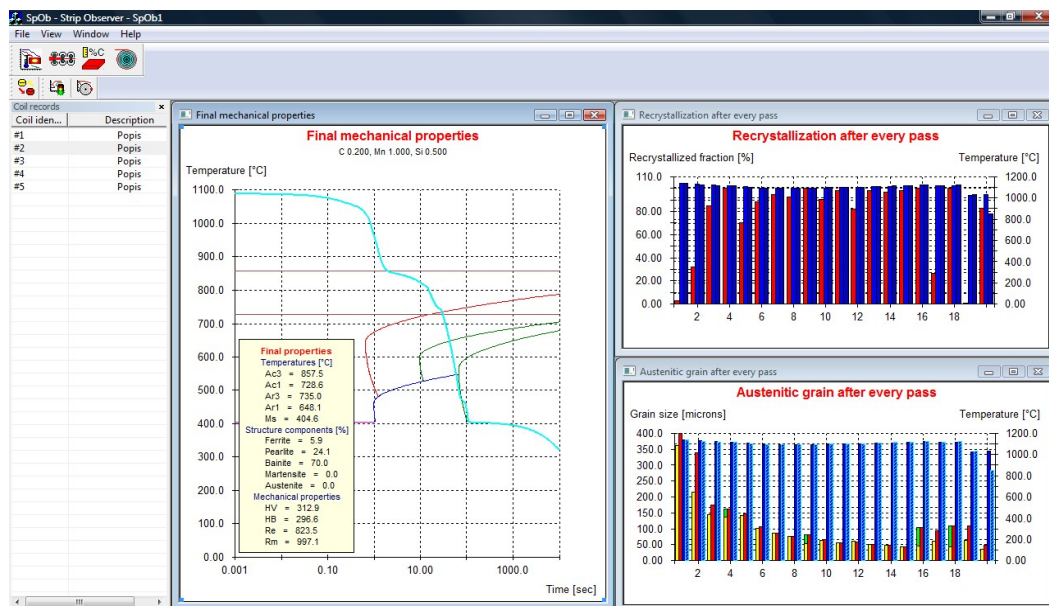 SpOb - Strip Observer - SpOb1
File View Window Help
%C
Coil records
Coil iden... Description
#1 Popis
#2 Popis
#3 Popis
#4 Popis
#5 Popis
Final mechanical properties
Final mechanical properties
C 0.200, Mn 1.000, Si 0.500
Temperature [°C]
1100.0
1000.0
900.0
800.0
700.0
600.0
500.0
400.0
300.0
200.0
100.0
0.00
0.001 0.10 10.00 1000.0
Time [sec]
Final properties
Temperatures [°C]
Ac3 = 857.5
Ac1 = 728.6
Ar3 = 735.0
Ar1 = 648.1
Ms = 404.6
Structure components [%]
Ferrite = 5.9
Pearlite = 24.1
Bainite = 70.0
Martensite = 0.0
Austenite = 0.0
Mechanical properties
HV = 312.9
HB = 296.6
Re = 823.5
Rm = 997.1
Recrystallization after every pass
Recrystallization after every pass
Recrystallized fraction [%] Temperature [°C]
110.0 1200.0
1000.0
80.00 800.0
60.00 600.0
40.00 400.0
20.00 200.0
0.00 0.00
2 4 6 8 10 12 14 16 18
Austenitic grain after every pass
Austenitic grain after every pass
Grain size [microns] Temperature [°C]
400.0 1200.0
350.0
300.0 1000.0
250.0 800.0
200.0 600.0
150.0
100.0 400.0
50.00 200.0
0.00 0.00
2 4 6 8 10 12 14 16 18